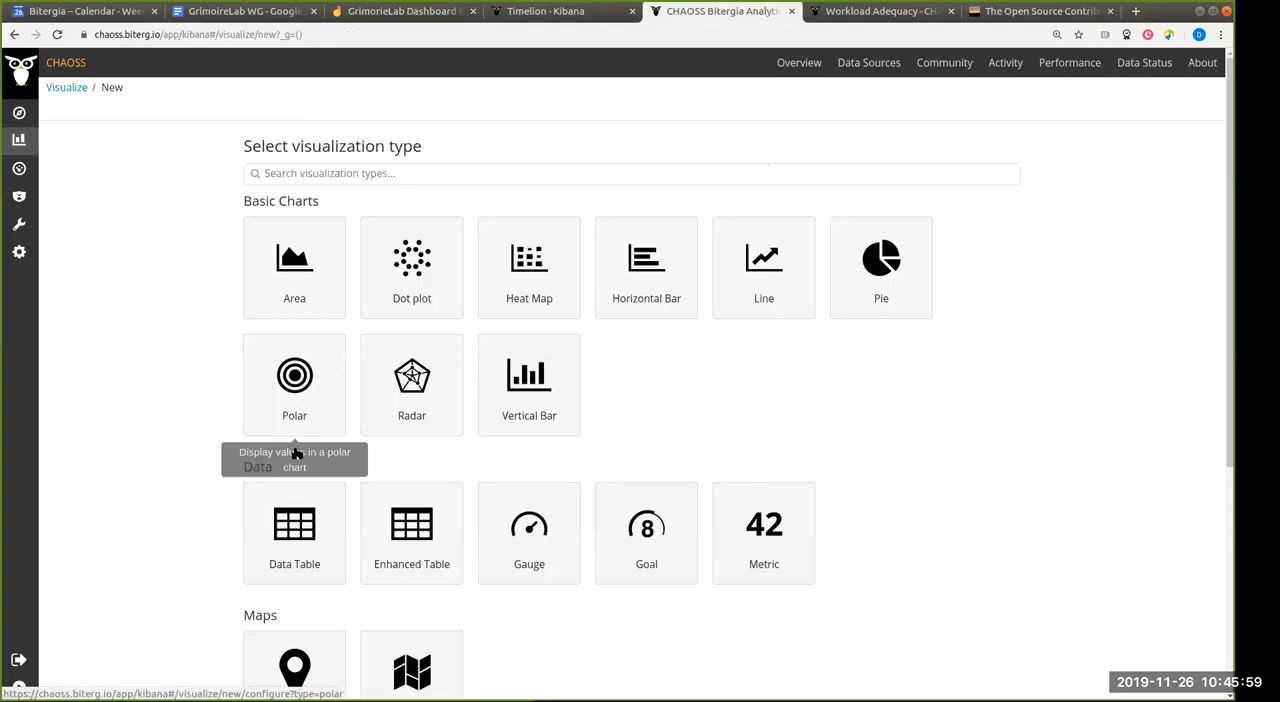 Bitergia – Calendar - Wee
GrimoireLab WG - Google
GrimorieLab Dashboard
Timelion - Kibana
CHAOSS Bitergia Analyti
Workload Adequacy - CH
The Open Source Contrib
chaoss.biterg.io/app/kibana#/visualize/new?_g=()
D
CHAOSS
Overview
Data Sources
Community
Activity
Performance
Data Status
About
Visualize / New
Select visualization type
Search visualization types...
Basic Charts
Area
Dot plot
Heat Map
Horizontal Bar
Line
Pie
Polar
Radar
Vertical Bar
Display values in a polar
chart
Data
8
42
Data Table
Enhanced Table
Gauge
Goal
Metric
Maps
https://chaoss.biterg.io/app/kibana#/visualize/new/configure?type=polar
2019-11-26 10:45:59